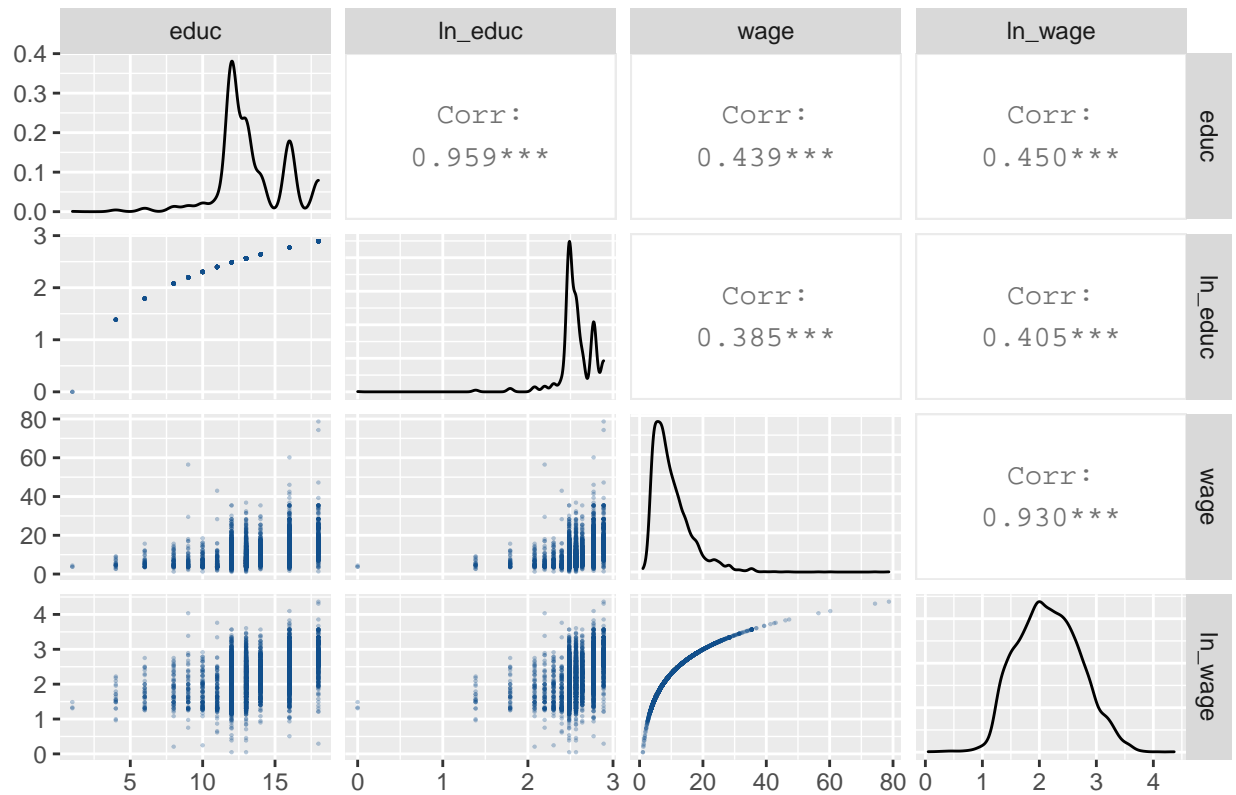 educ
ln_educ
wage
ln_wage
0.4
0.3
0.2
0.1
0.0
Corr:
0.959***
Corr:
0.439***
Corr:
0.450***
educ
3
2
1
0
Corr:
0.385***
Corr:
0.405***
ln_educ
80
60
40
20
0
Corr:
0.930***
wage
4
3
2
1
0
ln_wage
5 10 15
0 1 2 3
0 20 40 60 80
0 1 2 3 4